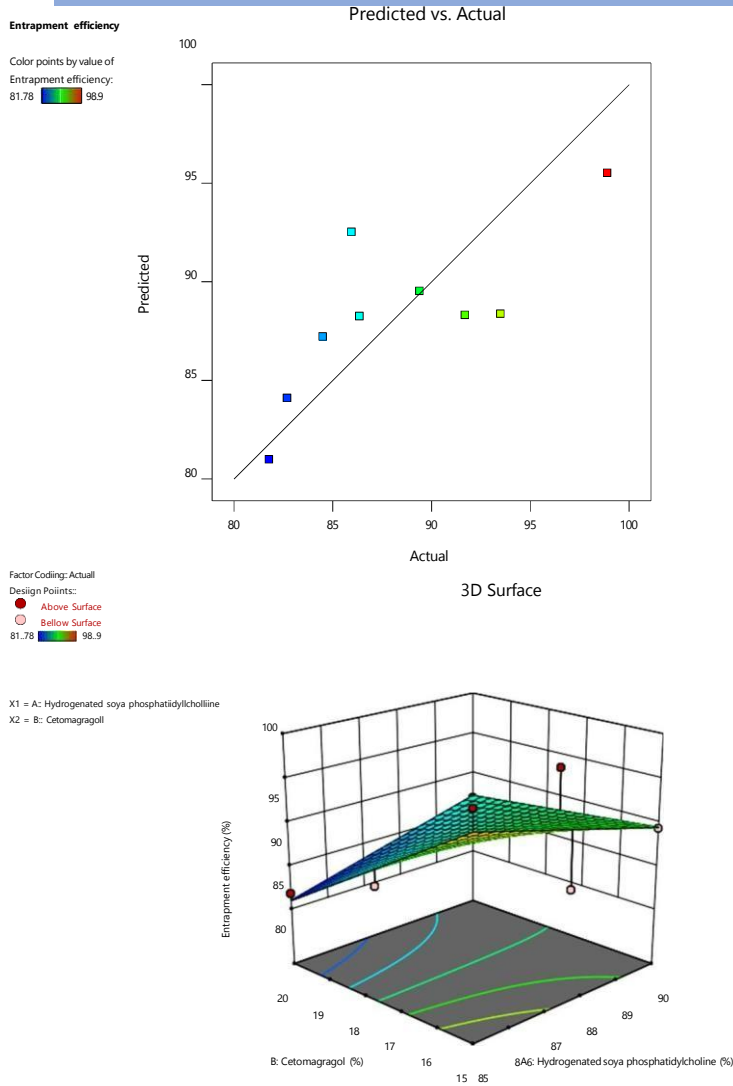 Predicted vs. Actual
Entrapment efficiency
Color points by value of
Entrapment efficiency:
81.78 98.9
100
95
90
85
80
Predicted
80 85 90 95 100
Actual
Factor Codiing:: Actuall
Desiign Poiints::
Above Surface
Bellow Surface
81..78 98..9
3D Surface
X1 = A:: Hydrogenated soya phosphatiidyllcholliine
X2 = B:: Cetomagragoll
100
95
90
85
80
Entrapment efficiency (%)
20 90
19 89
18 88
17 87
16 8A6: Hydrogenated soya phosphatidylcholine (%)
B: Cetomagragol (%)
15 85